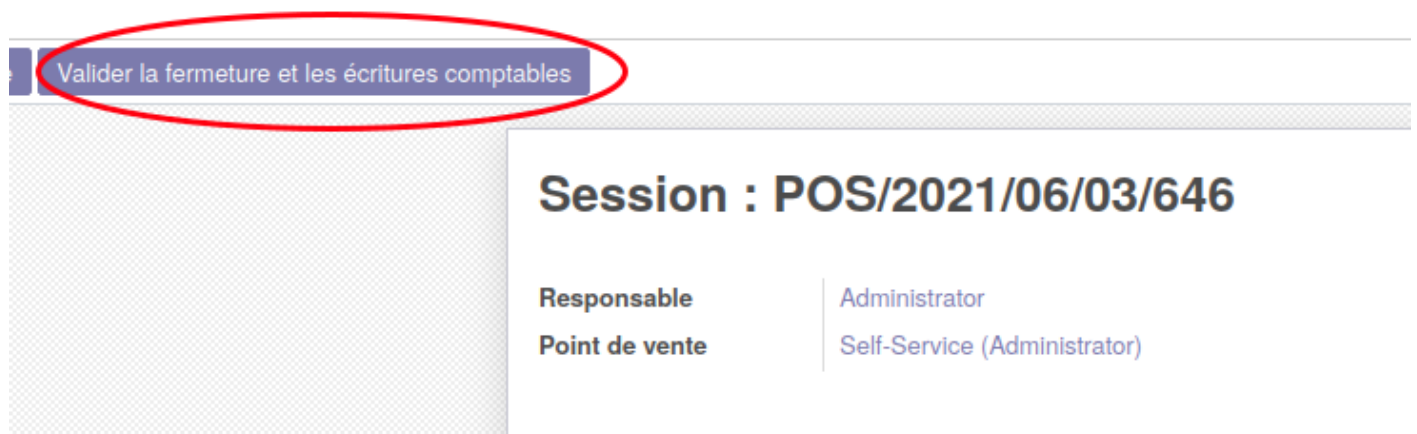 Valider la fermeture et les écritures comptables
Session : POS/2021/06/03/646
Responsable Administrator
Point de vente Self-Service (Administrator)